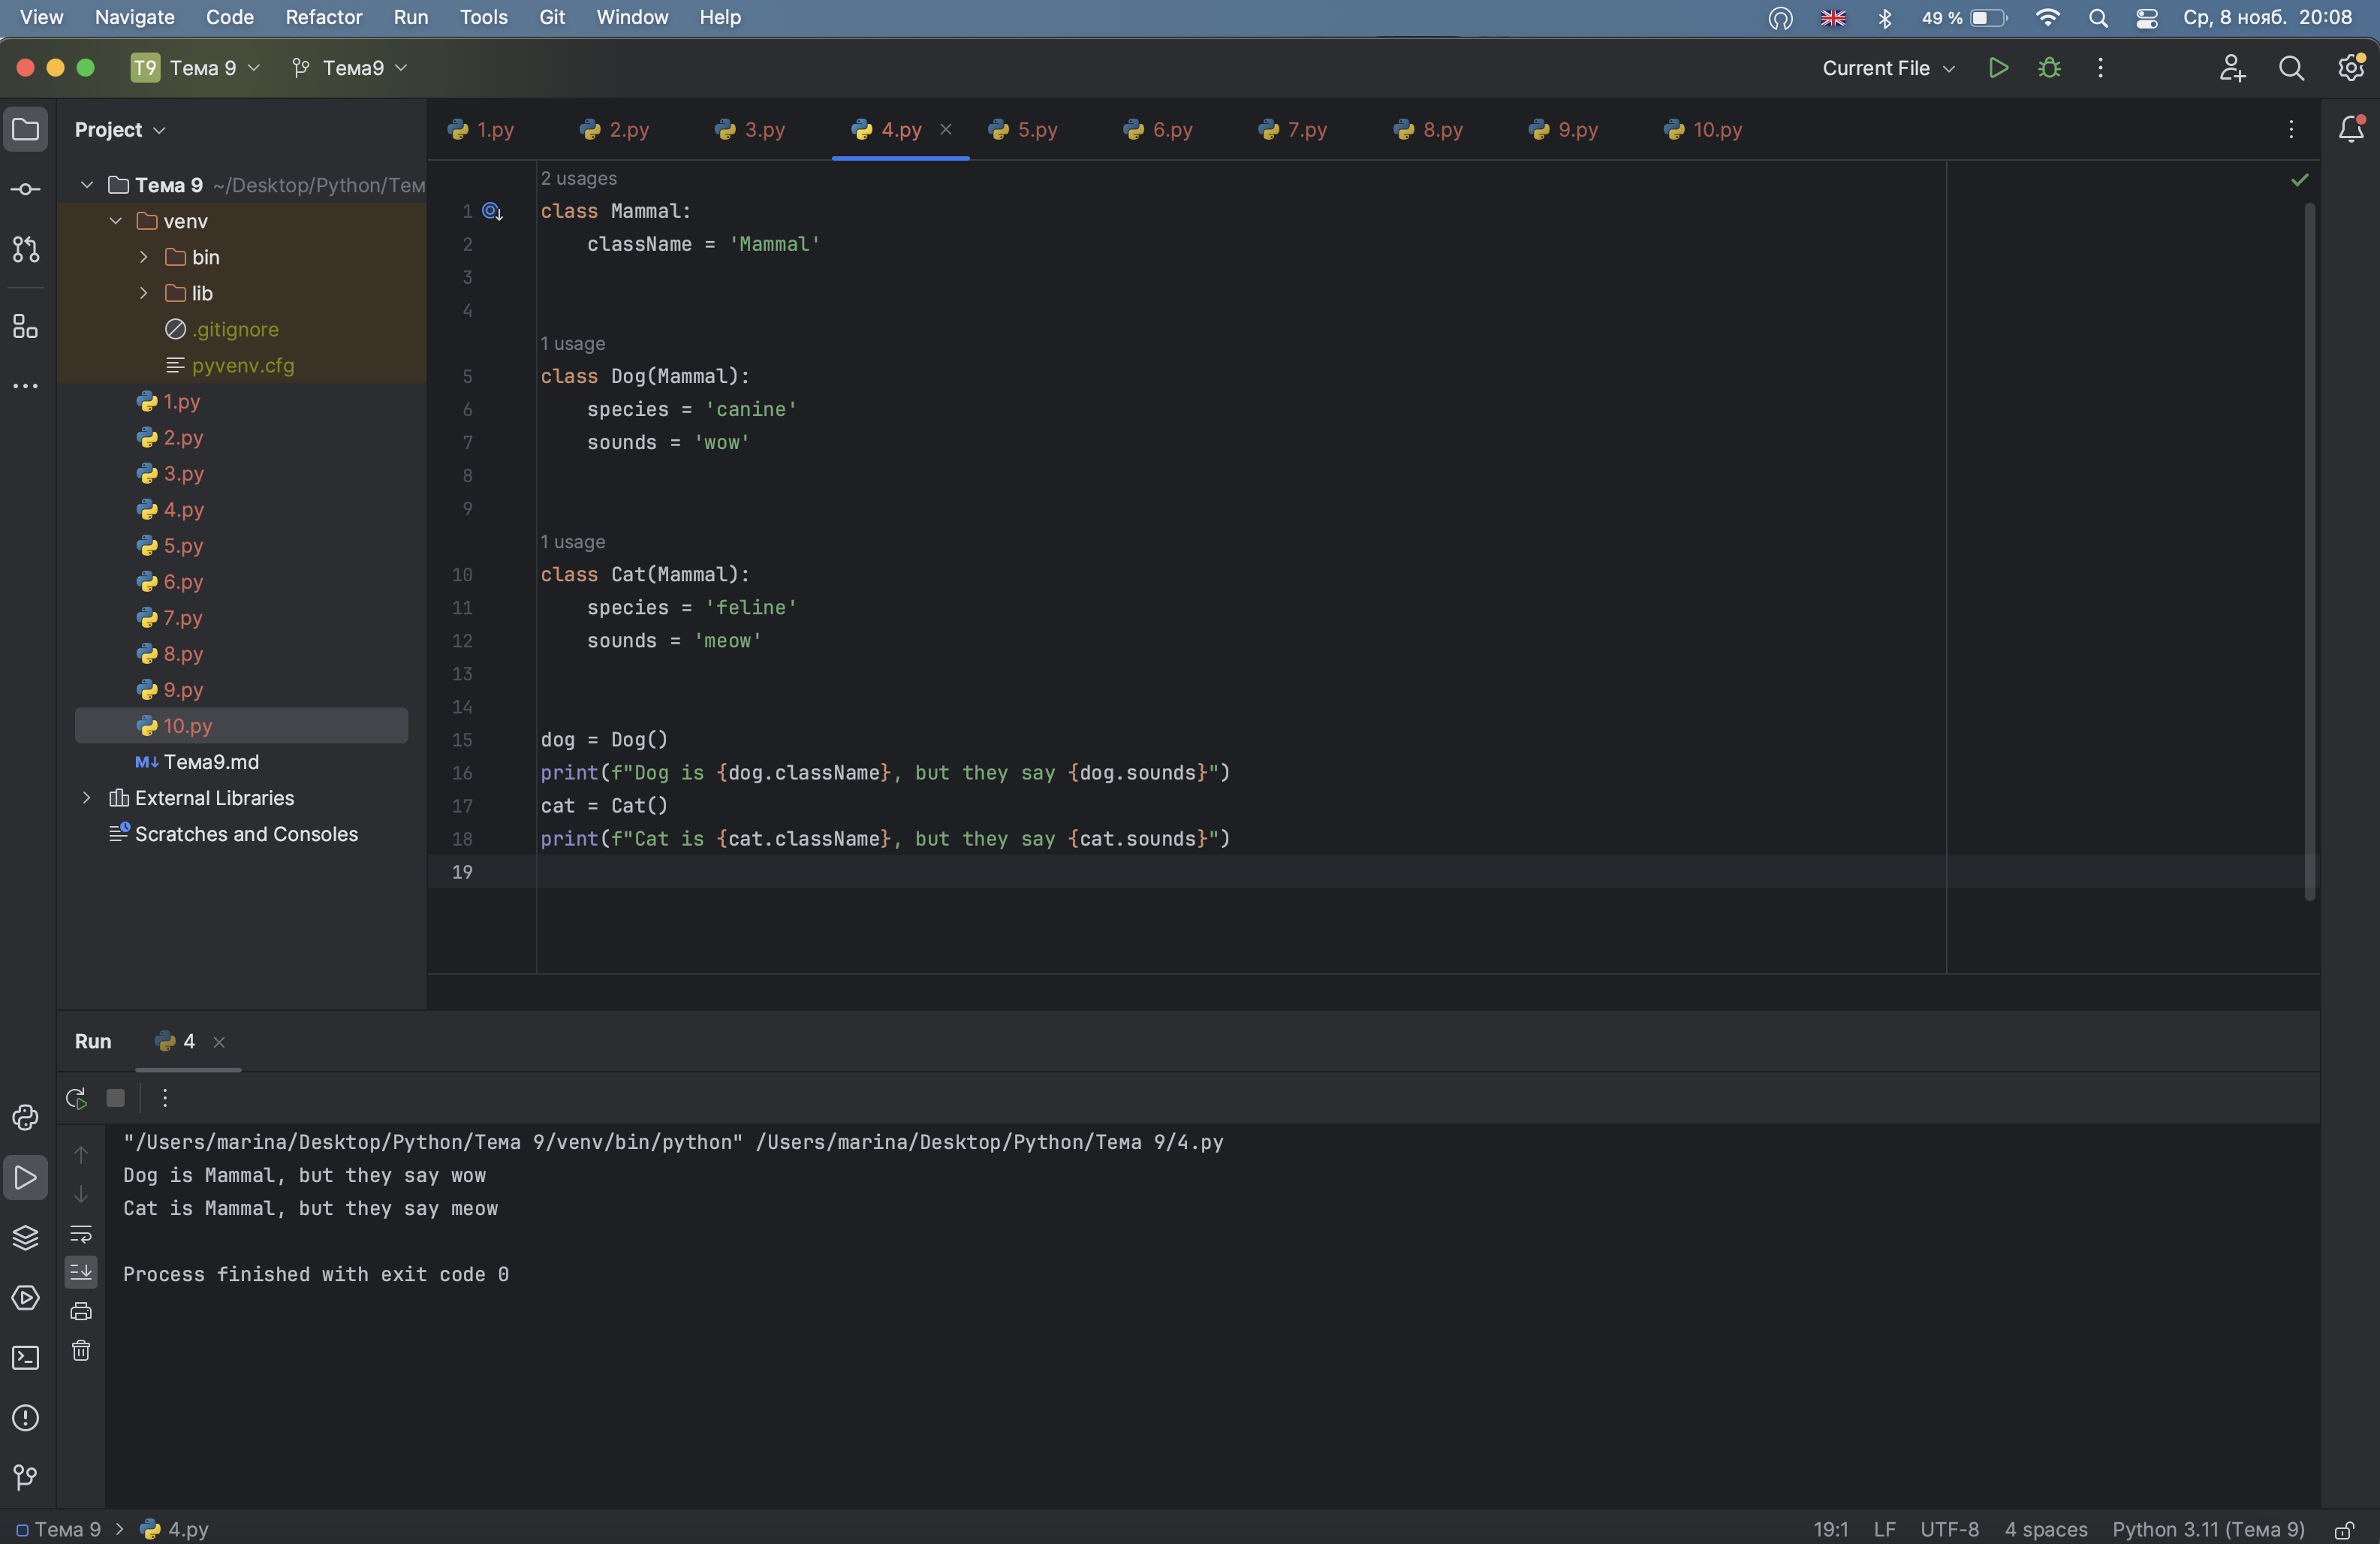 View Navigate Code Refactor Run Tools Git Window Help 49 % Ср, 8 нояб. 20:08
T9 Тема 9 Тема9 Current File
Project
1.py 2.py 3.py 4.py 5.py 6.py 7.py 8.py 9.py 10.py
Тема 9 ~/Desktop/Python/Тем
venv
bin
lib
.gitignore
pyvenv.cfg
1.py
2.py
3.py
4.py
5.py
6.py
7.py
8.py
9.py
10.py
M↓ Тема9.md
External Libraries
Scratches and Consoles
2 usages
1 class Mammal:
2     className = 'Mammal'
3
4
1 usage
5 class Dog(Mammal):
6     species = 'canine'
7     sounds = 'wow'
8
9
1 usage
10 class Cat(Mammal):
11     species = 'feline'
12     sounds = 'meow'
13
14
15 dog = Dog()
16 print(f"Dog is {dog.className}, but they say {dog.sounds}")
17 cat = Cat()
18 print(f"Cat is {cat.className}, but they say {cat.sounds}")
19
Run 4
"/Users/marina/Desktop/Python/Тема 9/venv/bin/python" /Users/marina/Desktop/Python/Тема 9/4.py
Dog is Mammal, but they say wow
Cat is Mammal, but they say meow
Process finished with exit code 0
Тема 9 > 4.py 19:1 LF UTF-8 4 spaces Python 3.11 (Тема 9)